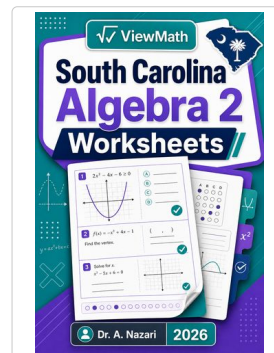 ViewMath
South Carolina
Algebra 2
Worksheets
1 2x² − 4x − 6 ≥ 0
A
B
C
D
2 f(x) = −x² + 4x − 1
Find the vertex.
( , )
3 Solve for x.
x² − 5x + 6 = 0
x²
Dr. A. Nazari 2026